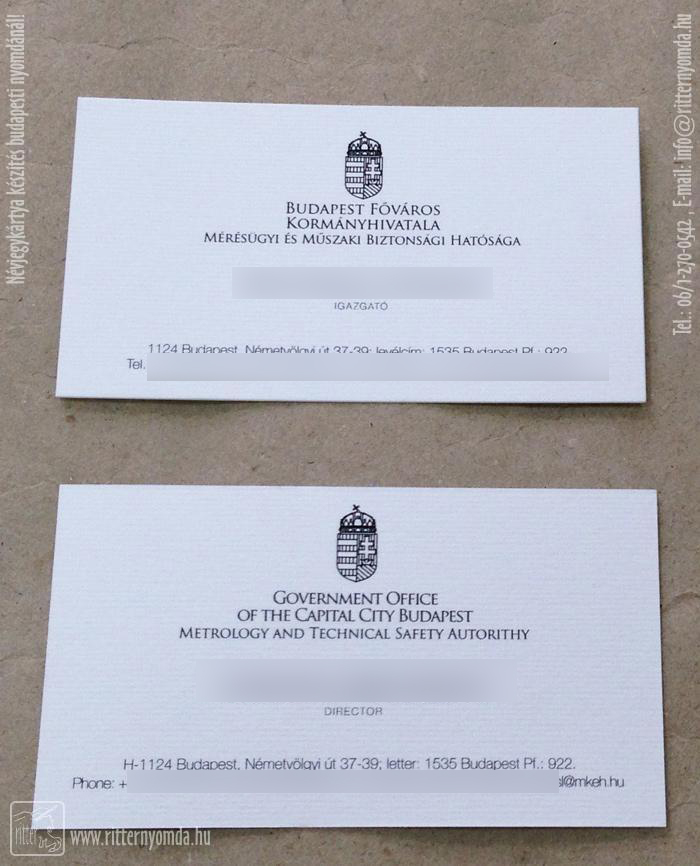 Névjegykártya készítés budapesti nyomdánál!
Tel.: 06/1-270-0542 E-mail: info@ritternyomda.hu
BUDAPEST FŐVÁROS
KORMÁNYHIVATALA
MÉRÉSÜGYI ÉS MŰSZAKI BIZTONSÁGI HATÓSÁGA
IGAZGATÓ
1124 Budapest, Németvölgyi út 37-39; levélcím: 1535 Budapest Pf.: 922.
Tel.
GOVERNMENT OFFICE
OF THE CAPITAL CITY BUDAPEST
METROLOGY AND TECHNICAL SAFETY AUTORITHY
DIRECTOR
H-1124 Budapest, Németvölgyi út 37-39; letter: 1535 Budapest Pf.: 922.
Phone: + @mkeh.hu
ritter
www.ritternyomda.hu